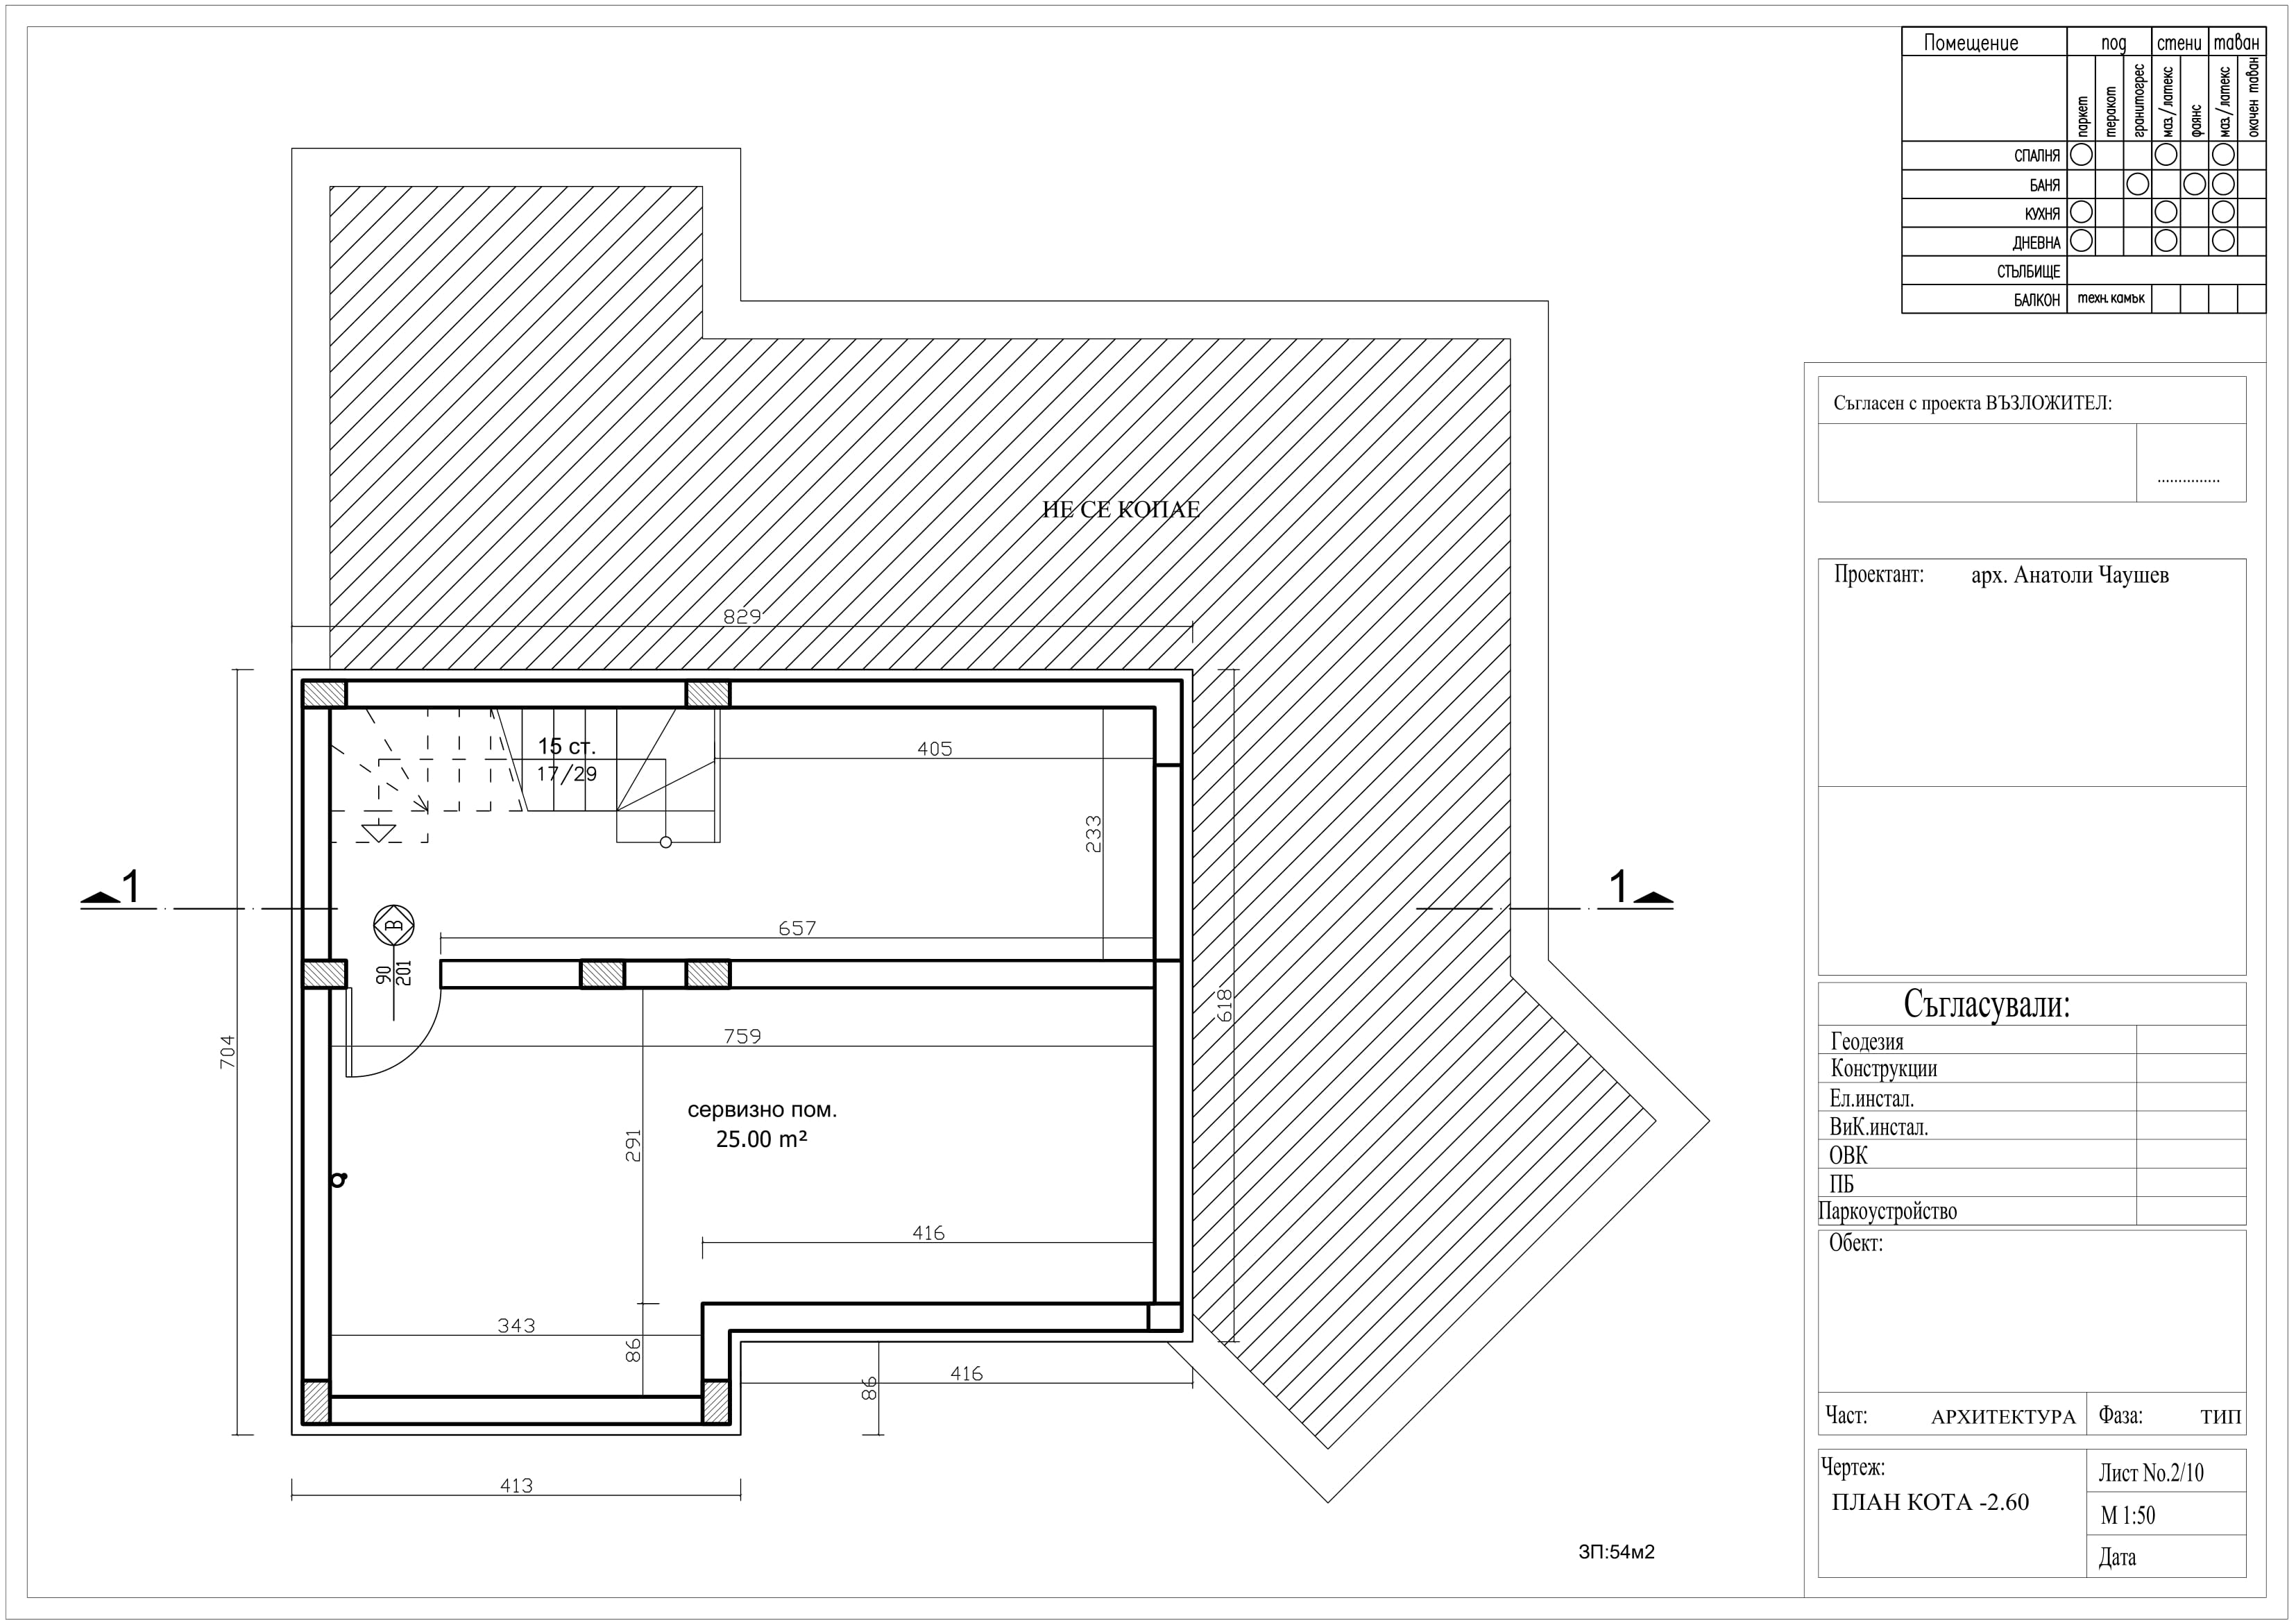 Помещение под стени таван
паркет теракот гранитогрес маз./латекс фаянс маз./латекс окачен таван
СПАЛНЯ
БАНЯ
КУХНЯ
ДНЕВНА
СТЪЛБИЩЕ
БАЛКОН техн.камък
Съгласен с проекта ВЪЗЛОЖИТЕЛ:
...............
НЕ СЕ КОПАЕ
Проектант: арх. Анатоли Чаушев
829
15 ст.
17/29
405
233
1
1
B
90
201
657
618
704
759
сервизно пом.
25.00 m²
291
416
343
86
416
86
413
Съгласували:
Геодезия
Конструкции
Ел.инстал.
ВиК.инстал.
ОВК
ПБ
Паркоустройство
Обект:
Част: АРХИТЕКТУРА Фаза: ТИП
Чертеж:
ПЛАН КОТА -2.60
Лист No.2/10
М 1:50
Дата
ЗП:54м2